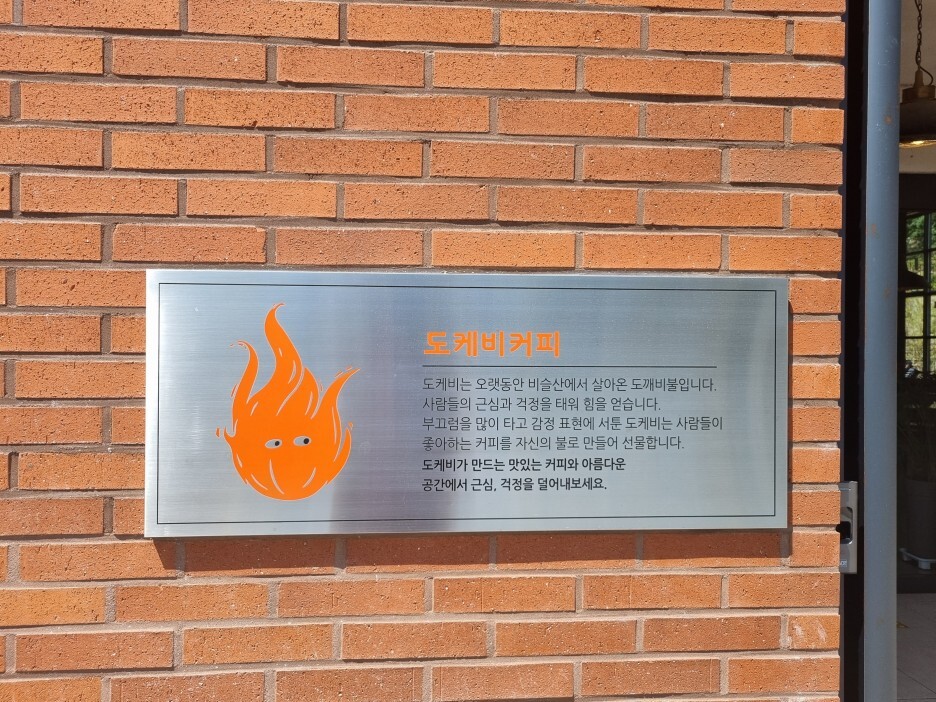 도케비커피
도케비는 오랫동안 비슬산에서 살아온 도깨비불입니다.
사람들의 근심과 걱정을 태워 힘을 얻습니다.
부끄럼을 많이 타고 감정 표현에 서툰 도케비는 사람들이
좋아하는 커피를 자신의 불로 만들어 선물합니다.
도케비가 만드는 맛있는 커피와 아름다운
공간에서 근심, 걱정을 덜어내보세요.